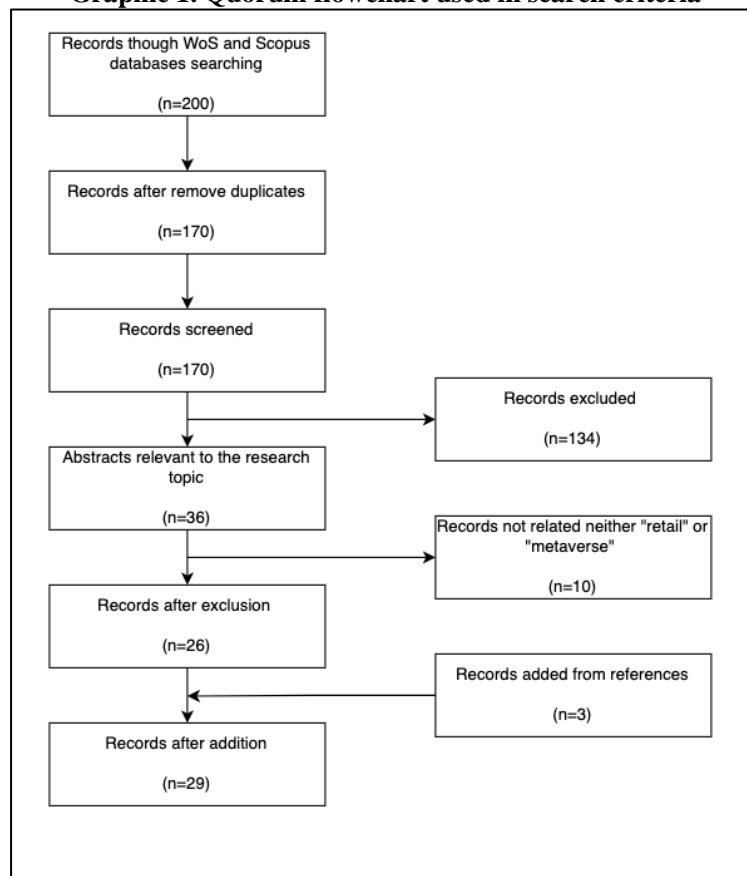 Graphic 1: Quorum flowchart used in search criteria
Records though WoS and Scopus
databases searching
(n=200)
Records after remove duplicates
(n=170)
Records screened
(n=170)
Records excluded
(n=134)
Abstracts relevant to the research
topic
(n=36)
Records not related neither "retail" or
"metaverse"
(n=10)
Records after exclusion
(n=26)
Records added from references
(n=3)
Records after addition
(n=29)